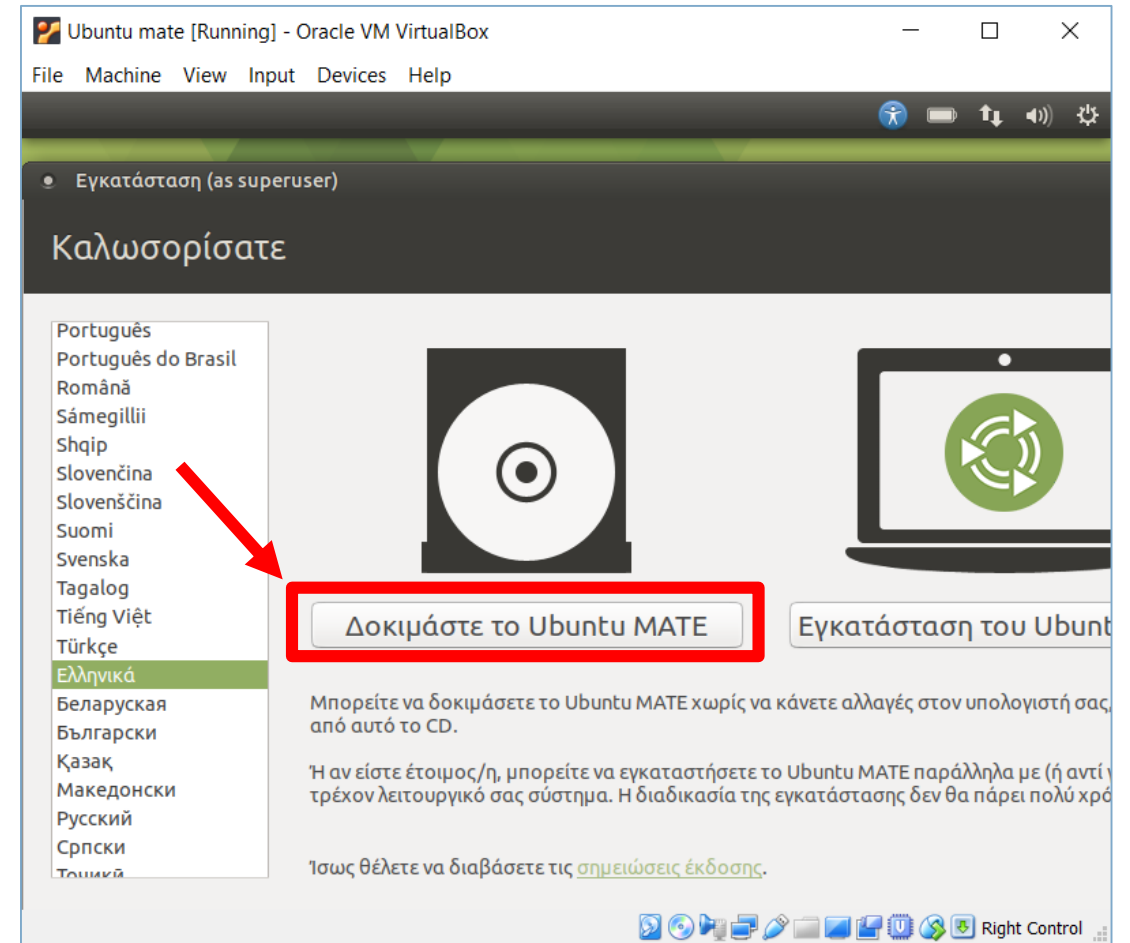 Ubuntu mate [Running] - Oracle VM VirtualBox
File Machine View Input Devices Help
Εγκατάσταση (as superuser)
Καλωσορίσατε
Português
Português do Brasil
Română
Sámegillii
Shqip
Slovenčina
Slovenščina
Suomi
Svenska
Tagalog
Tiếng Việt
Türkçe
Ελληνικά
Беларуская
Български
Қазақ
Македонски
Русский
Српски
Тоҷикӣ
Δοκιμάστε το Ubuntu MATE
Εγκατάσταση του Ubunt
Μπορείτε να δοκιμάσετε το Ubuntu MATE χωρίς να κάνετε αλλαγές στον υπολογιστή σας,
από αυτό το CD.
Ή αν είστε έτοιμος/η, μπορείτε να εγκαταστήσετε το Ubuntu MATE παράλληλα με (ή αντί
τρέχον λειτουργικό σας σύστημα. Η διαδικασία της εγκατάστασης δεν θα πάρει πολύ χρό
Ίσως θέλετε να διαβάσετε τις σημειώσεις έκδοσης.
Right Control